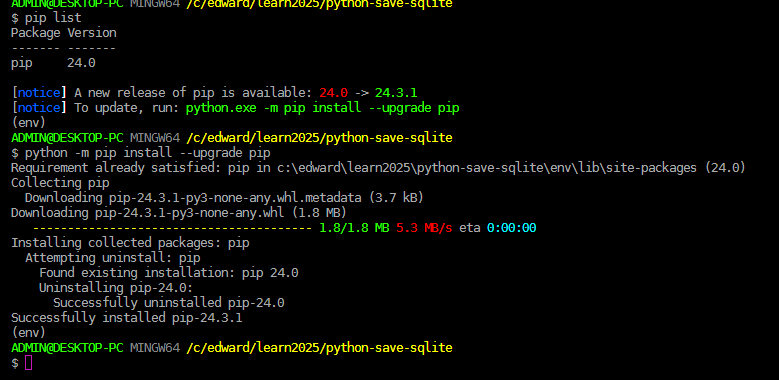 ADMIN@DESKTOP-PC MINGW64 /c/edward/learn2025/python-save-sqlite
$ pip list
Package Version
------- -------
pip     24.0

[notice] A new release of pip is available: 24.0 -> 24.3.1
[notice] To update, run: python.exe -m pip install --upgrade pip
(env)
ADMIN@DESKTOP-PC MINGW64 /c/edward/learn2025/python-save-sqlite
$ python -m pip install --upgrade pip
Requirement already satisfied: pip in c:\edward\learn2025\python-save-sqlite\env\lib\site-packages (24.0)
Collecting pip
  Downloading pip-24.3.1-py3-none-any.whl.metadata (3.7 kB)
Downloading pip-24.3.1-py3-none-any.whl (1.8 MB)
   ---------------------------------------- 1.8/1.8 MB 5.3 MB/s eta 0:00:00
Installing collected packages: pip
  Attempting uninstall: pip
    Found existing installation: pip 24.0
    Uninstalling pip-24.0:
      Successfully uninstalled pip-24.0
Successfully installed pip-24.3.1
(env)
ADMIN@DESKTOP-PC MINGW64 /c/edward/learn2025/python-save-sqlite
$